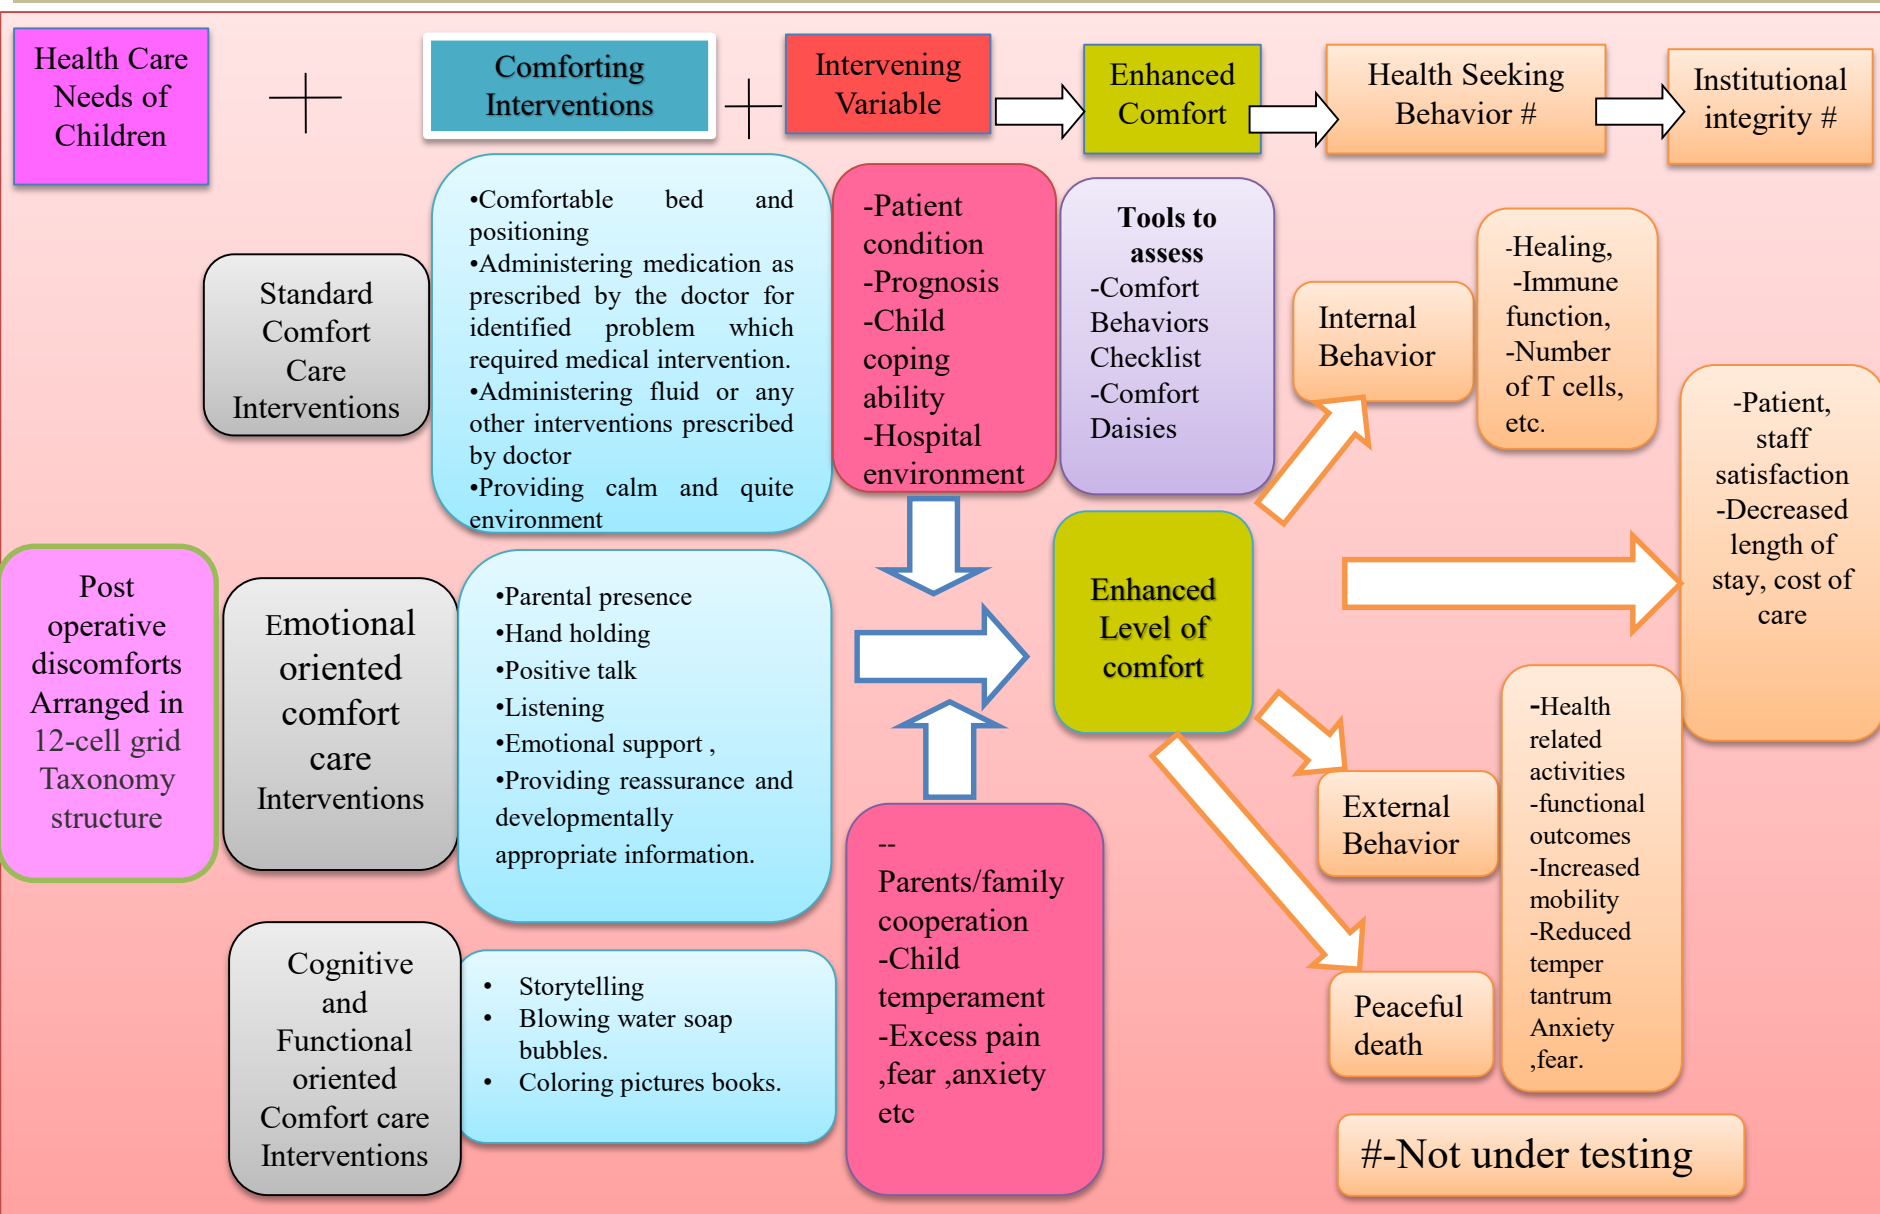 Health Care
Needs of
Children
Comforting
Interventions
Intervening
Variable
Enhanced
Comfort
Health Seeking
Behavior #
Institutional
integrity #
Standard
Comfort
Care
Interventions
•Comfortable bed and
positioning
•Administering medication as
prescribed by the doctor for
identified problem which
required medical intervention.
•Administering fluid or any
other interventions prescribed
by doctor
•Providing calm and quite
environment
-Patient
condition
-Prognosis
-Child
coping
ability
-Hospital
environment
Tools to
assess
-Comfort
Behaviors
Checklist
-Comfort
Daisies
Internal
Behavior
-Healing,
-Immune
function,
-Number
of T cells,
etc.
-Patient,
staff
satisfaction
-Decreased
length of
stay, cost of
care
Post
operative
discomforts
Arranged in
12-cell grid
Taxonomy
structure
Emotional
oriented
comfort
care
Interventions
•Parental presence
•Hand holding
•Positive talk
•Listening
•Emotional support ,
•Providing reassurance and
developmentally
appropriate information.
Enhanced
Level of
comfort
External
Behavior
-Health
related
activities
-functional
outcomes
-Increased
mobility
-Reduced
temper
tantrum
Anxiety
,fear.
Cognitive
and
Functional
oriented
Comfort care
Interventions
• Storytelling
• Blowing water soap
bubbles.
• Coloring pictures books.
--
Parents/family
cooperation
-Child
temperament
-Excess pain
,fear ,anxiety
etc
Peaceful
death
#-Not under testing